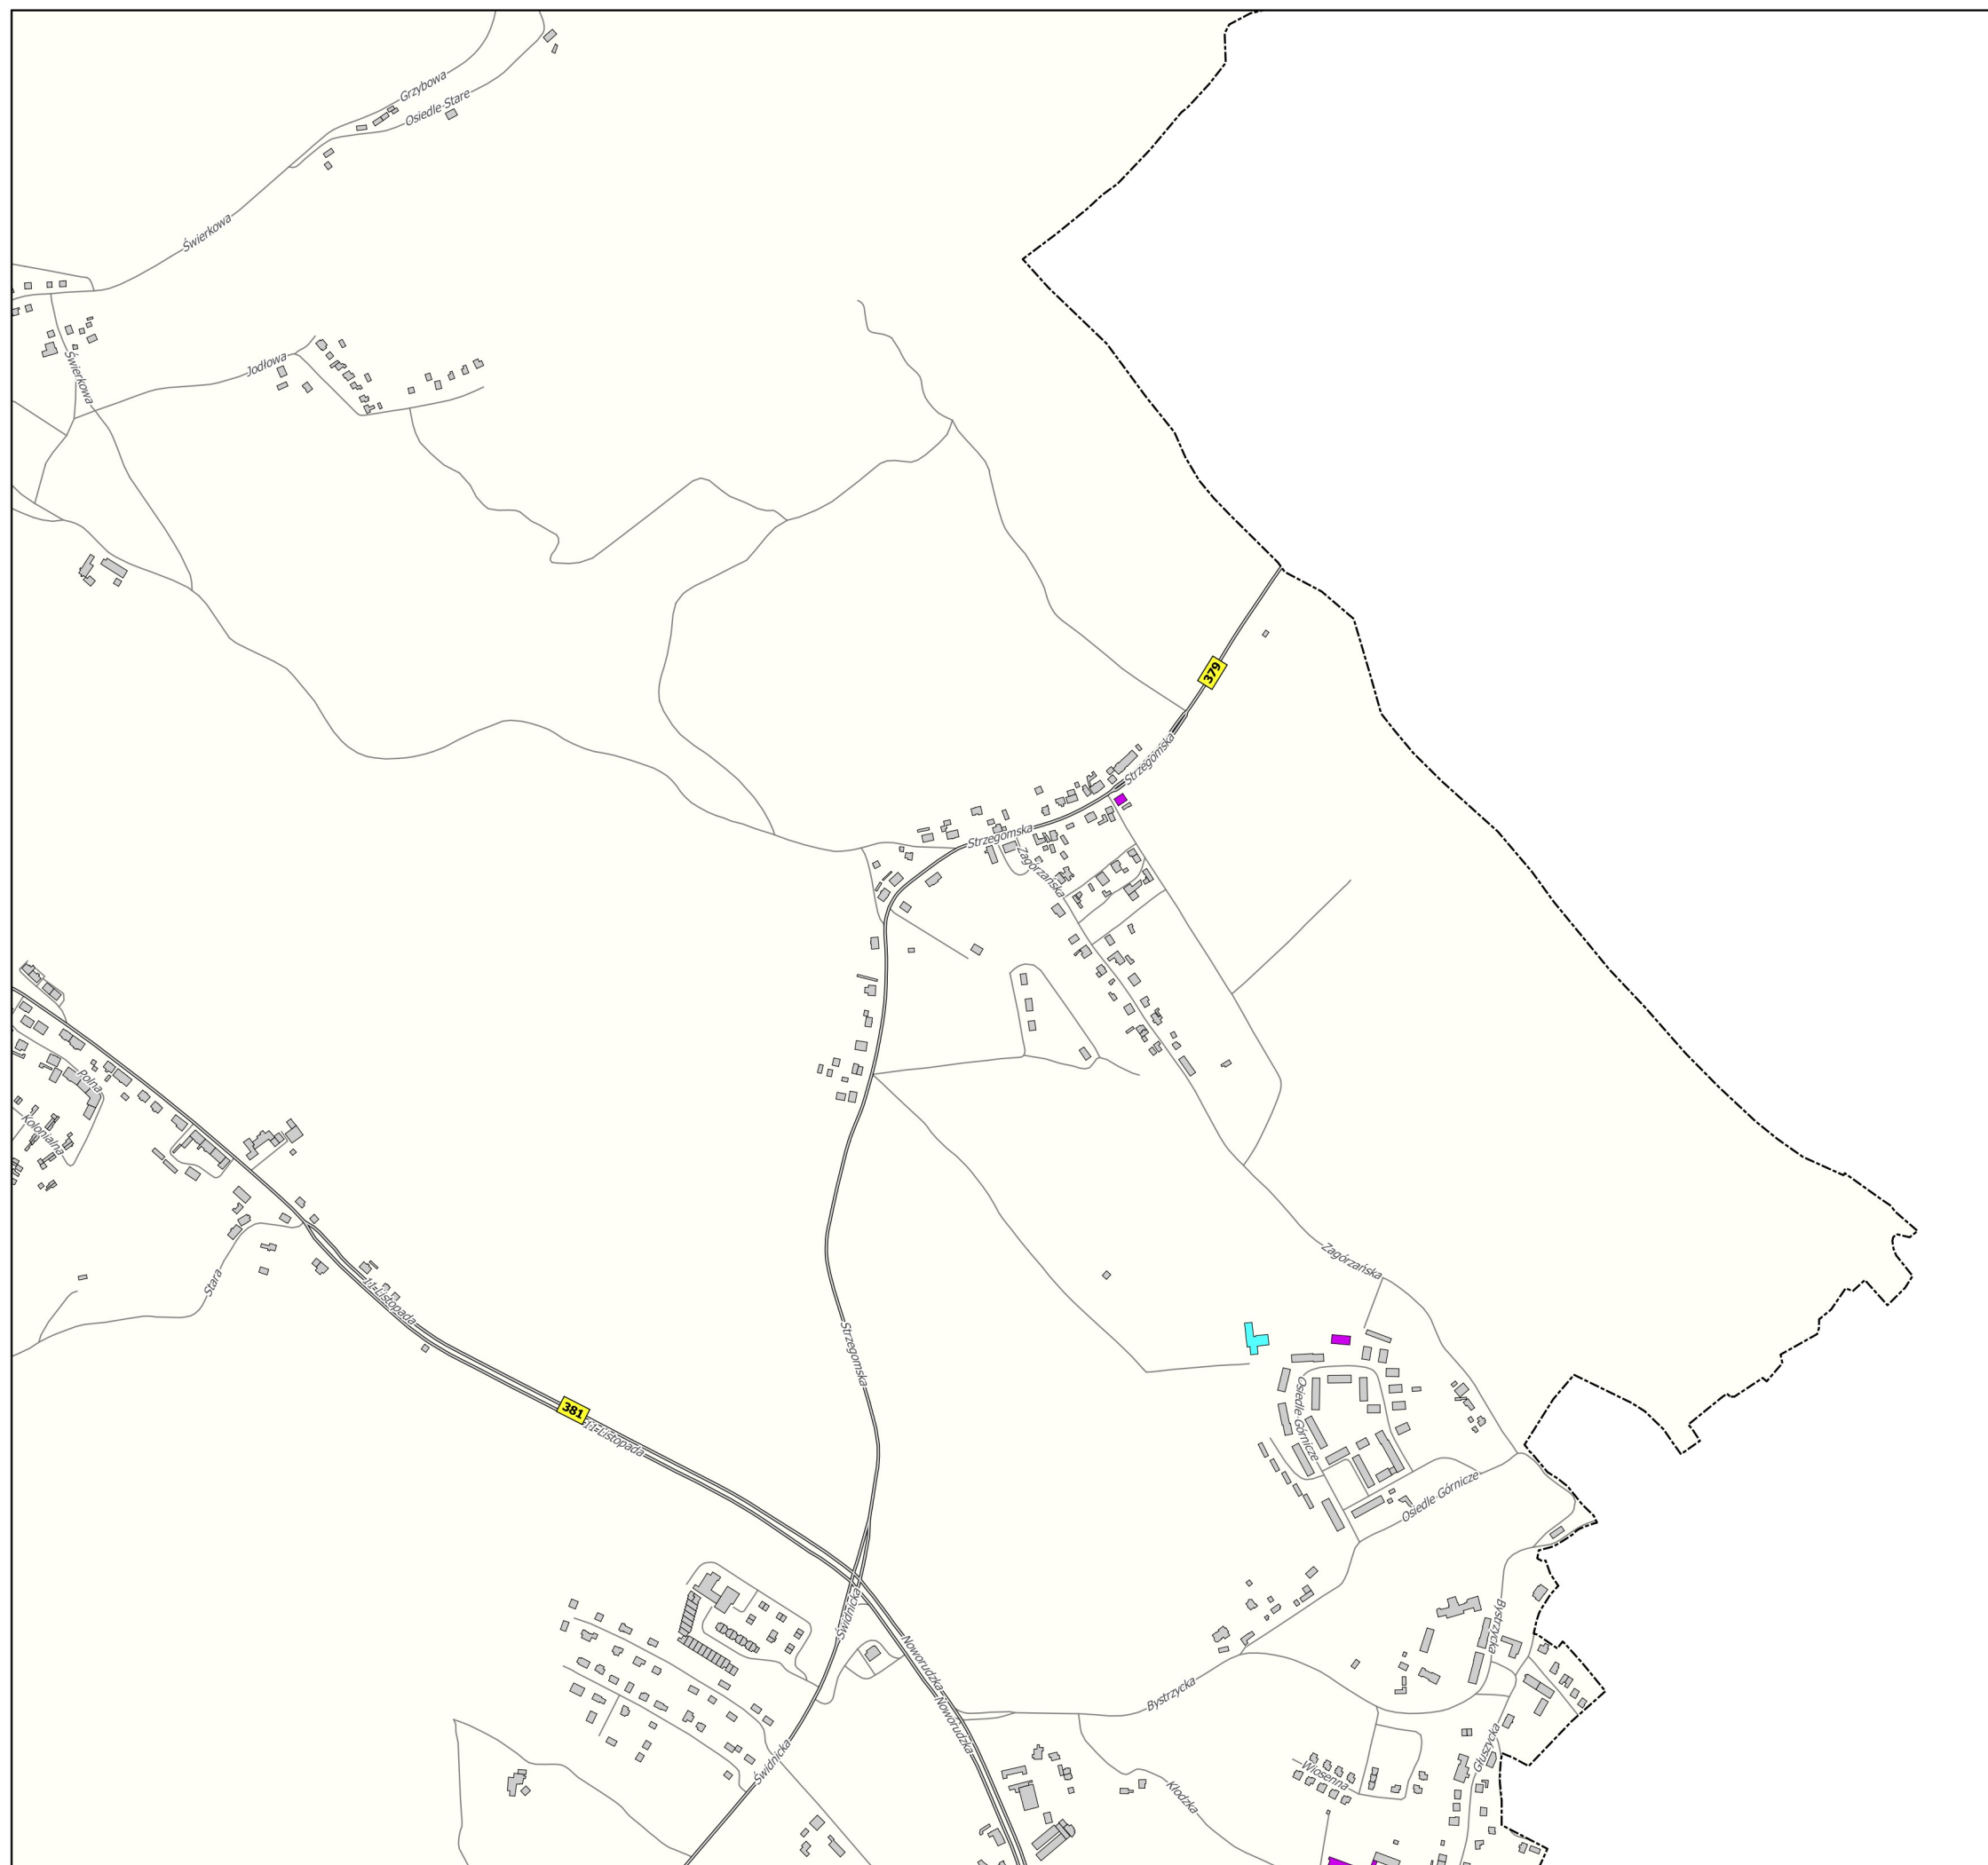 Grzybowa
Osiedle Stare
Świerkowa
Świerkowa
Jodłowa
379
Strzegomska
Strzegomska
Zagórzańska
Polna
Kolonialna
Zagórzańska
Stara
11 Listopada
Strzegomska
381
11 Listopada
Osiedle Górnicze
Osiedle Górnicze
Świdnicka
Bystrzycka
Noworudzka
Noworudzka
Bystrzycka
Świdnicka
Głuszycka
Wiosenna
Kłodzka